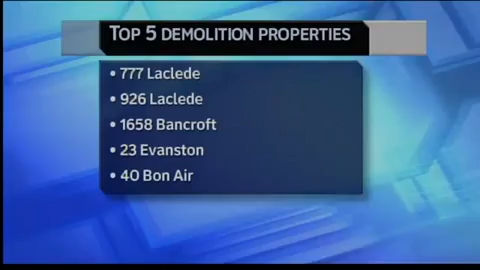 Top 5 demolition properties
• 777 Laclede
• 926 Laclede
• 1658 Bancroft
• 23 Evanston
• 40 Bon Air